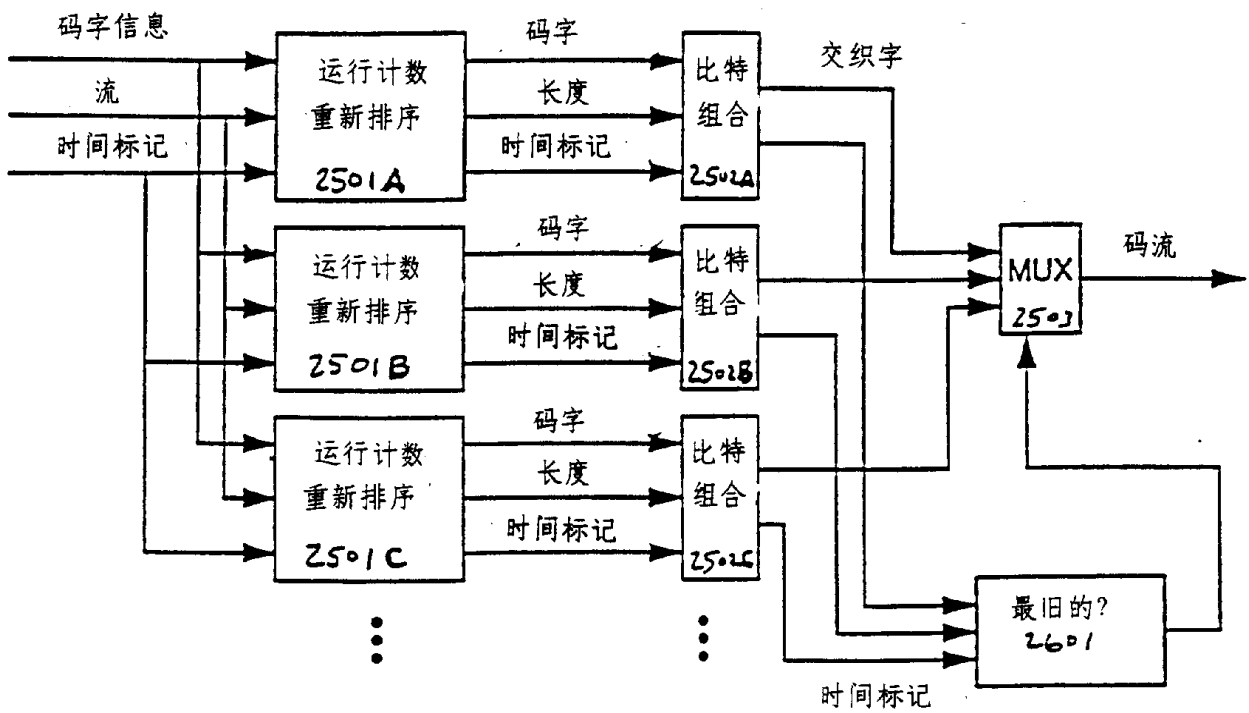 码字信息
流
时间标记
运行计数
重新排序
2501A
码字
长度
时间标记
比特
组合
2502A
交织字
运行计数
重新排序
2501B
码字
长度
时间标记
比特
组合
2502B
MUX
2503
码流
运行计数
重新排序
2501C
码字
长度
时间标记
比特
组合
2502C
最旧的?
2601
时间标记